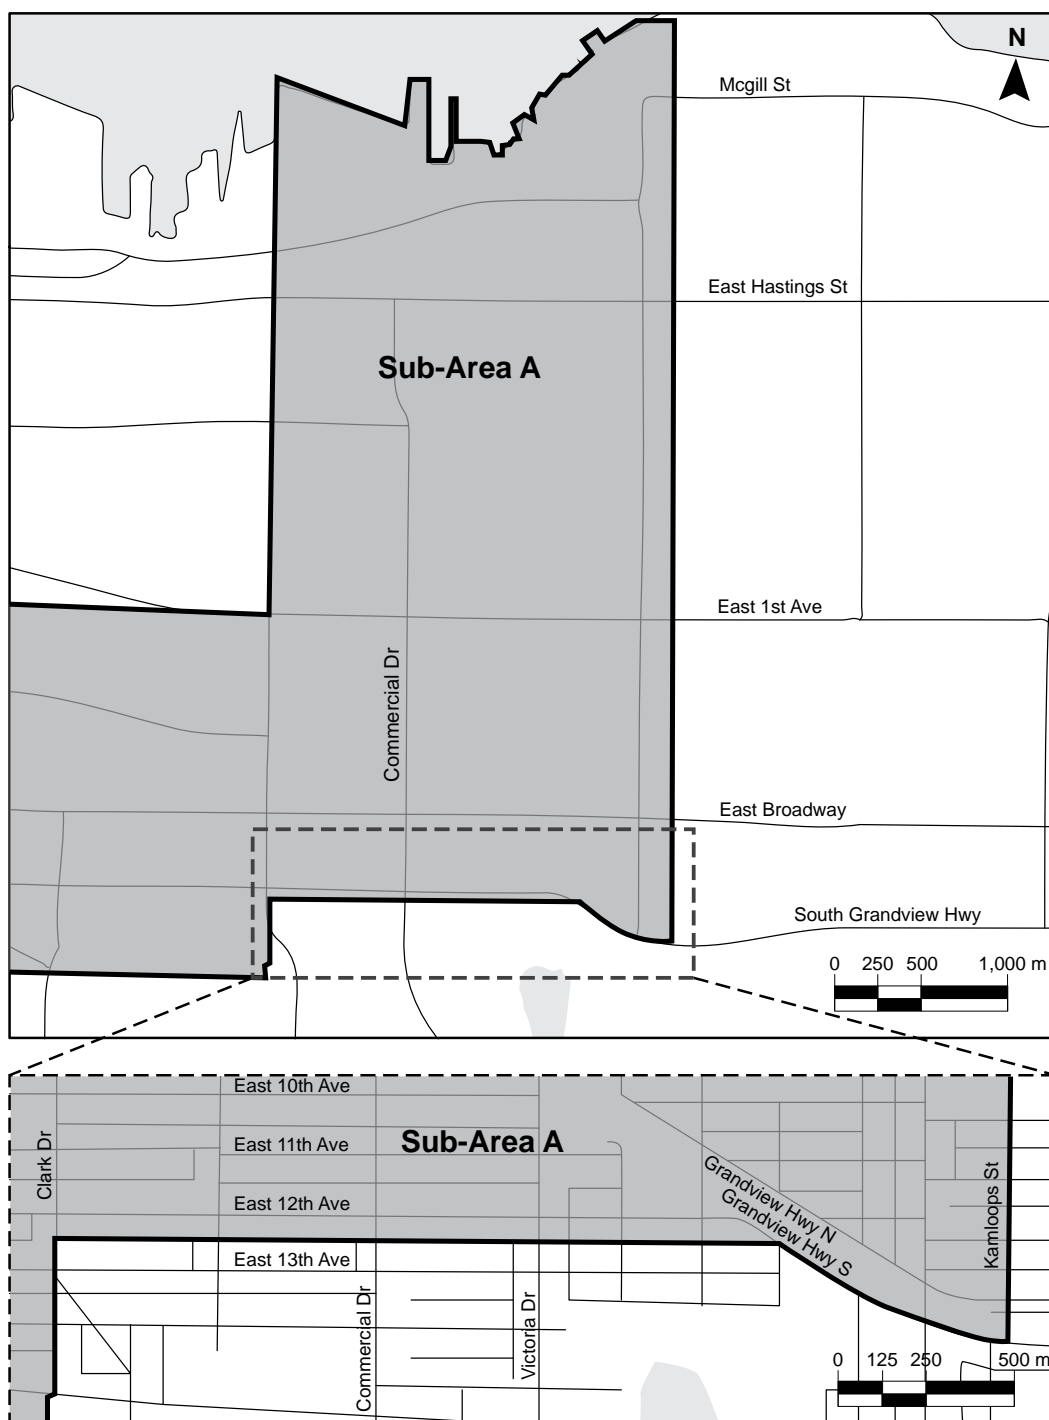 N
Mcgill St
East Hastings St
Sub-Area A
East 1st Ave
Commercial Dr
East Broadway
South Grandview Hwy
0 250 500 1,000 m
East 10th Ave
East 11th Ave
Sub-Area A
Clark Dr
East 12th Ave
Grandview Hwy N
Grandview Hwy S
Kamloops St
East 13th Ave
Commercial Dr
Victoria Dr
0 125 250 500 m